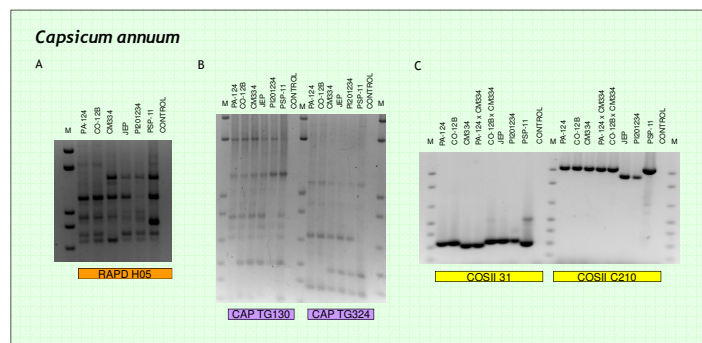 Capsicum annuum
A
M
PA-124
CO-12B
CM334
JEP
PI201234
PSP-11
CONTROL
RAPD H05
B
M
PA-124
CO-12B
CM334
JEP
PI201234
PSP-11
CONTROL
M
PA-124
CO-12B
CM334
JEP
PI201234
PSP-11
CONTROL
M
CAP TG130
CAP TG324
C
M
PA-124
CO-12B
CM334
PA-124 x CM334
CO-12B x CM334
JEP
PI201234
PSP-11
CONTROL
M
PA-124
CO-12B
CM334
PA-124 x CM334
CO-12B x CM334
JEP
PI201234
PSP-11
CONTROL
M
COSII 31
COSII C210